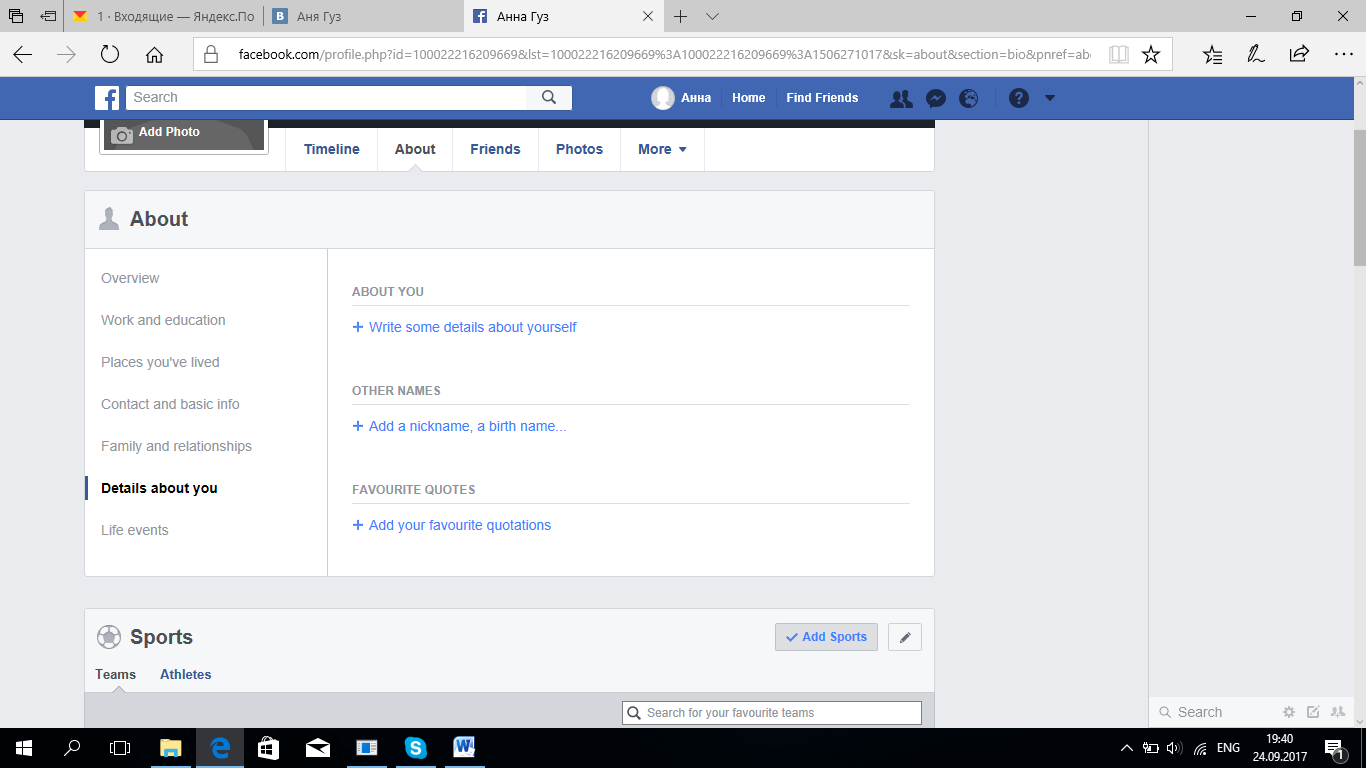 1 · Входящие — Яндекс.По
Аня Гуз
Анна Гуз
facebook.com/profile.php?id=100022216209669&lst=100022216209669%3A100022216209669%3A1506271017&sk=about&section=bio&pnref=ab
Search
Анна
Home
Find Friends
Add Photo
Timeline
About
Friends
Photos
More
About
Overview
Work and education
Places you've lived
Contact and basic info
Family and relationships
Details about you
Life events
ABOUT YOU
+ Write some details about yourself
OTHER NAMES
+ Add a nickname, a birth name...
FAVOURITE QUOTES
+ Add your favourite quotations
Sports
Add Sports
Teams
Athletes
Search for your favourite teams
Search
ENG
19:40
24.09.2017
1